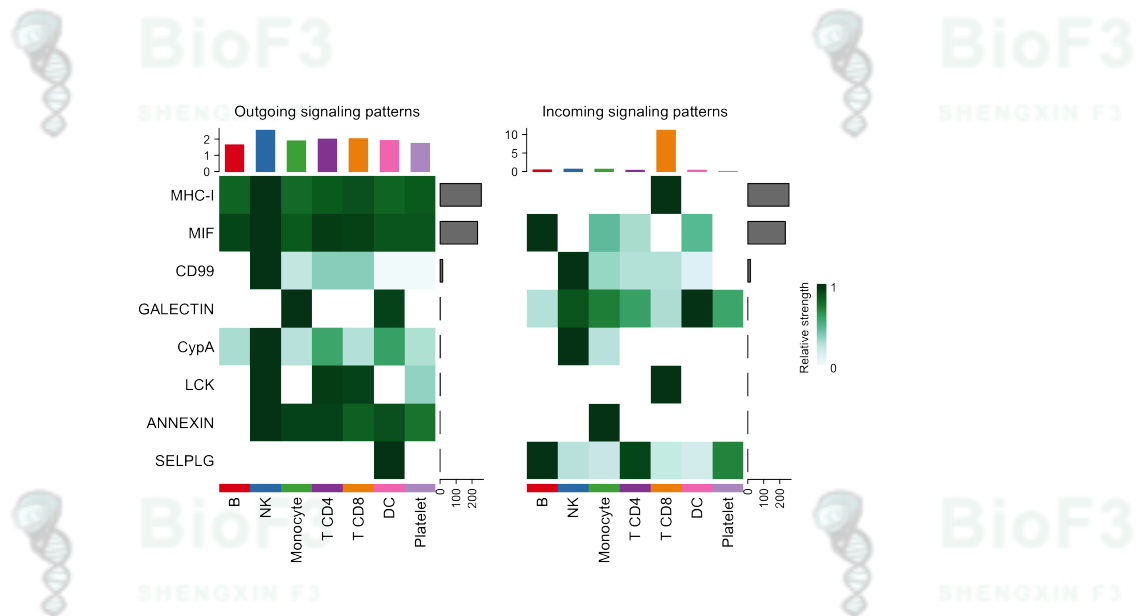 BioF3
BioF3
SHENGXIN F3
SHENGXIN F3
Outgoing signaling patterns
Incoming signaling patterns
2
1
0
10
5
0
MHC-I
MIF
CD99
GALECTIN
CypA
LCK
ANNEXIN
SELPLG
Relative strength
1
0
0 100 200
0 100 200
B NK Monocyte T CD4 T CD8 DC Platelet
B NK Monocyte T CD4 T CD8 DC Platelet
BioF3
BioF3
SHENGXIN F3
SHENGXIN F3